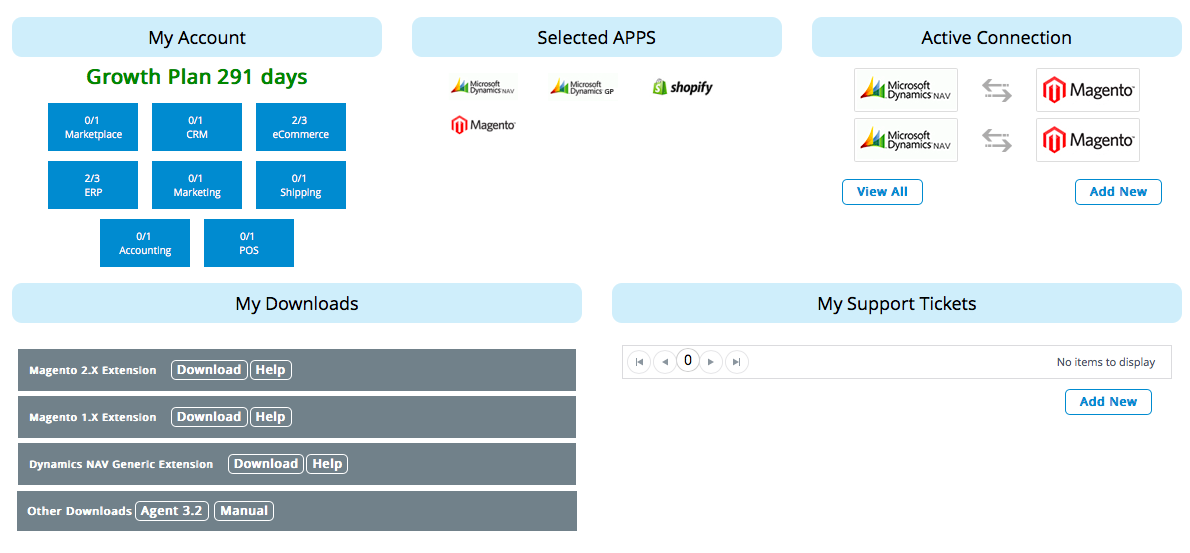 My Account
Growth Plan 291 days
0/1
Marketplace
0/1
CRM
2/3
eCommerce
2/3
ERP
0/1
Marketing
0/1
Shipping
0/1
Accounting
0/1
POS
Selected APPS
Microsoft
Dynamics NAV
Microsoft
Dynamics GP
shopify
Magento
Active Connection
Microsoft
Dynamics NAV
Magento
Microsoft
Dynamics NAV
Magento
View All
Add New
My Downloads
Magento 2.X Extension Download Help
Magento 1.X Extension Download Help
Dynamics NAV Generic Extension Download Help
Other Downloads Agent 3.2 Manual
My Support Tickets
0 No items to display
Add New